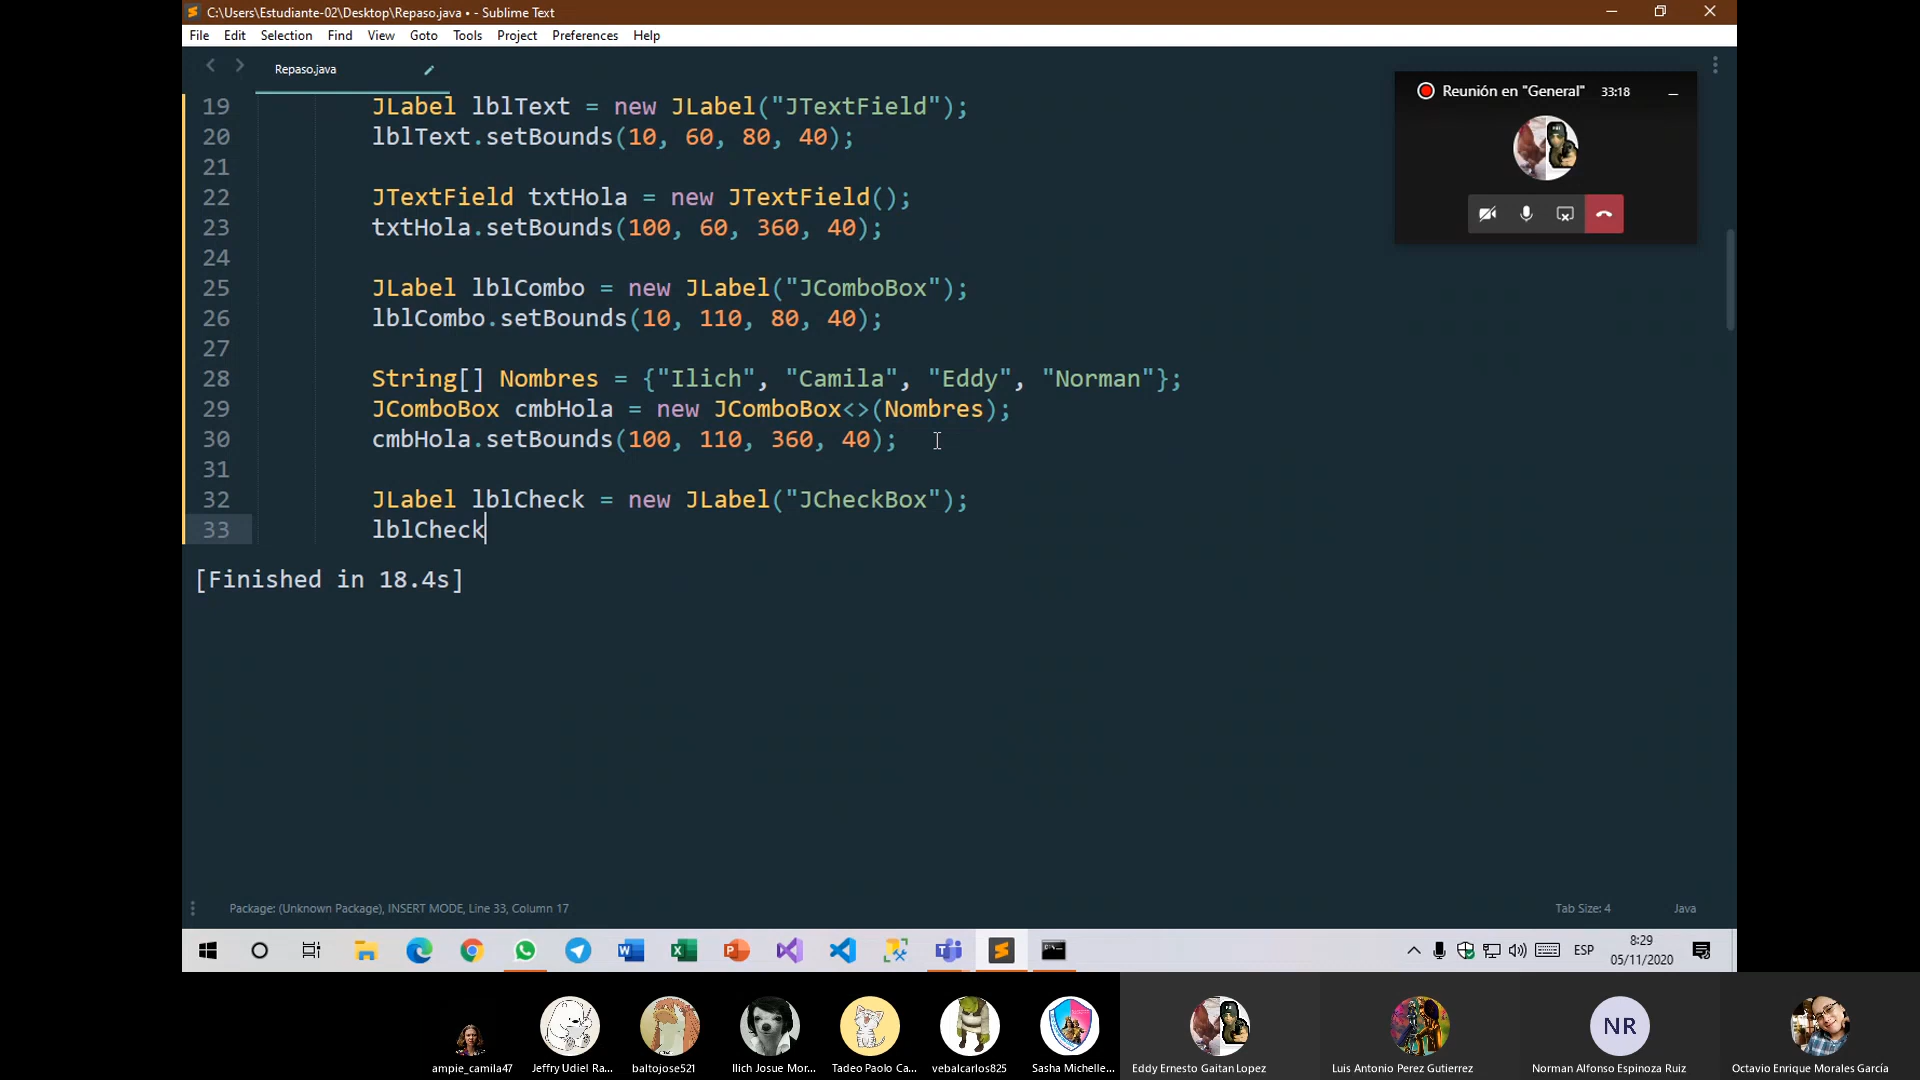 C:\Users\Estudiante-02\Desktop\Repaso.java • - Sublime Text
File Edit Selection Find View Goto Tools Project Preferences Help
Repaso.java
Reunión en "General" 33:18
19 JLabel lblText = new JLabel("JTextField");
20 lblText.setBounds(10, 60, 80, 40);
21
22 JTextField txtHola = new JTextField();
23 txtHola.setBounds(100, 60, 360, 40);
24
25 JLabel lblCombo = new JLabel("JComboBox");
26 lblCombo.setBounds(10, 110, 80, 40);
27
28 String[] Nombres = {"Ilich", "Camila", "Eddy", "Norman"};
29 JComboBox cmbHola = new JComboBox<>(Nombres);
30 cmbHola.setBounds(100, 110, 360, 40);
31
32 JLabel lblCheck = new JLabel("JCheckBox");
33 lblCheck
[Finished in 18.4s]
Package: (Unknown Package), INSERT MODE, Line 33, Column 17 Tab Size: 4 Java
ESP 8:29
05/11/2020
NR
ampie_camila47 Jeffry Udiel Ra... baltojose521 Ilich Josue Mor... Tadeo Paolo Ca... vebalcarlos825 Sasha Michelle... Eddy Ernesto Gaitan Lopez Luis Antonio Perez Gutierrez Norman Alfonso Espinoza Ruiz Octavio Enrique Morales García